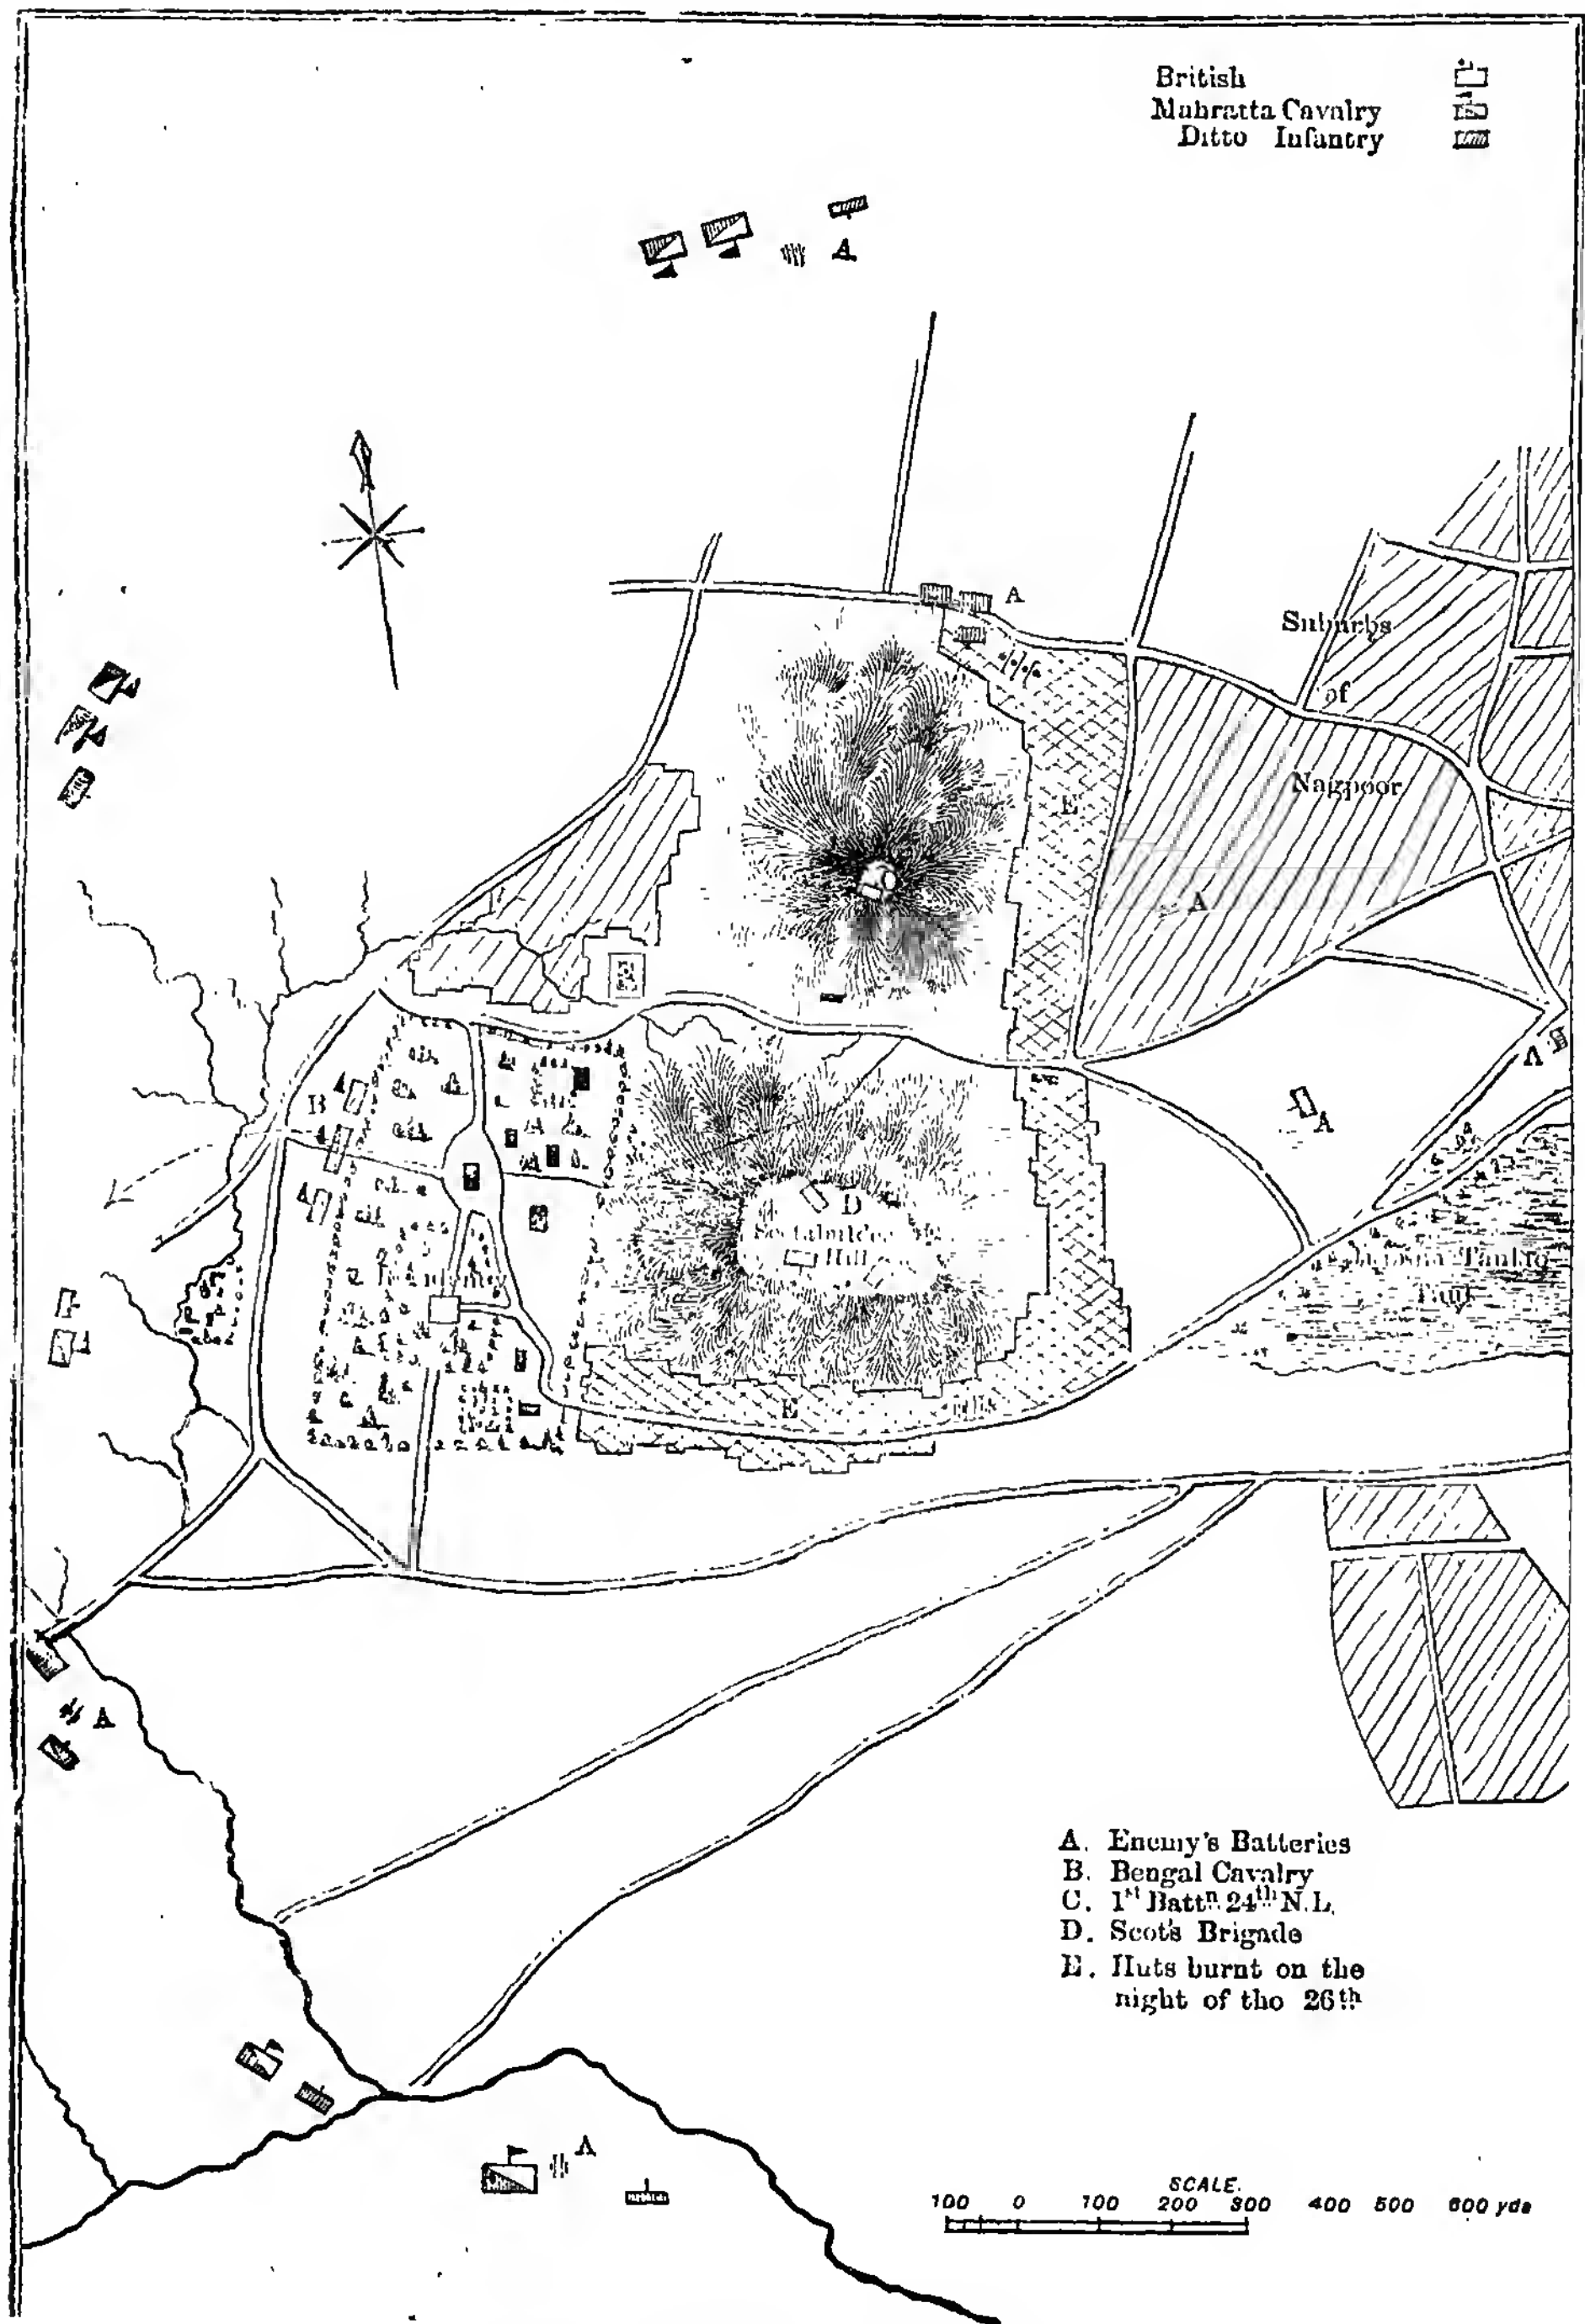 British
Mahratta Cavalry
Ditto Infantry
A
A
Suburbs
of
Nagpoor
E
A
A
B
A
D
Hill
E
A
A
A. Enemy's Batteries
B. Bengal Cavalry
C. 1st Battn. 24th N.I.
D. Scot's Brigade
E. Huts burnt on the
night of the 26th
SCALE.
100 0 100 200 300 400 500 600 yds